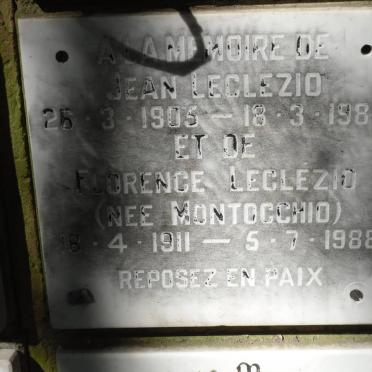 A LA MEMOIRE DE
JEAN LECLEZIO
26 · 3 · 1905 — 18 · 3 · 198
ET DE
FLORENCE LECLEZIO
(NEE MONTOCCHIO)
18 · 4 · 1911 — 5 · 7 · 1988
REPOSEZ EN PAIX